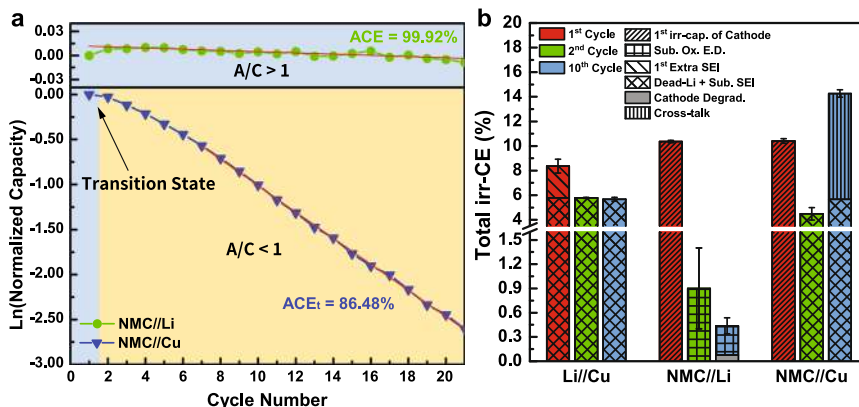 a
0.03
0.00
-0.03
ACE = 99.92%
A/C > 1
0.00
-0.50
-1.00
-1.50
-2.00
-2.50
-3.00
Ln(Normalized Capacity)
Transition State
A/C < 1
ACEt = 86.48%
NMC//Li
NMC//Cu
0 2 4 6 8 10 12 14 16 18 20
Cycle Number
b
20
18
16
14
12
10
8
6
4
1.5
1.2
0.9
0.6
0.3
0.0
Total irr-CE (%)
1st Cycle
2nd Cycle
10th Cycle
1st irr-cap. of Cathode
Sub. Ox. E.D.
1st Extra SEI
Dead-Li + Sub. SEI
Cathode Degrad.
Cross-talk
Li//Cu NMC//Li NMC//Cu